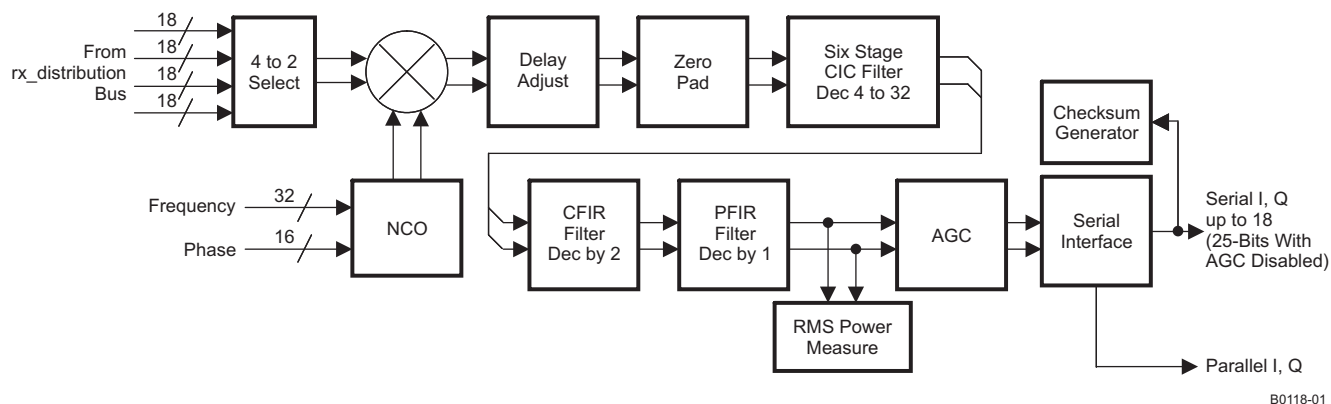 18
18
18
18
From
rx_distribution
Bus
4 to 2
Select
Delay
Adjust
Zero
Pad
Six Stage
CIC Filter
Dec 4 to 32
Checksum
Generator
Frequency
32
Phase
16
NCO
CFIR
Filter
Dec by 2
PFIR
Filter
Dec by 1
AGC
Serial
Interface
Serial I, Q
up to 18
(25-Bits With
AGC Disabled)
RMS Power
Measure
Parallel I, Q
B0118-01